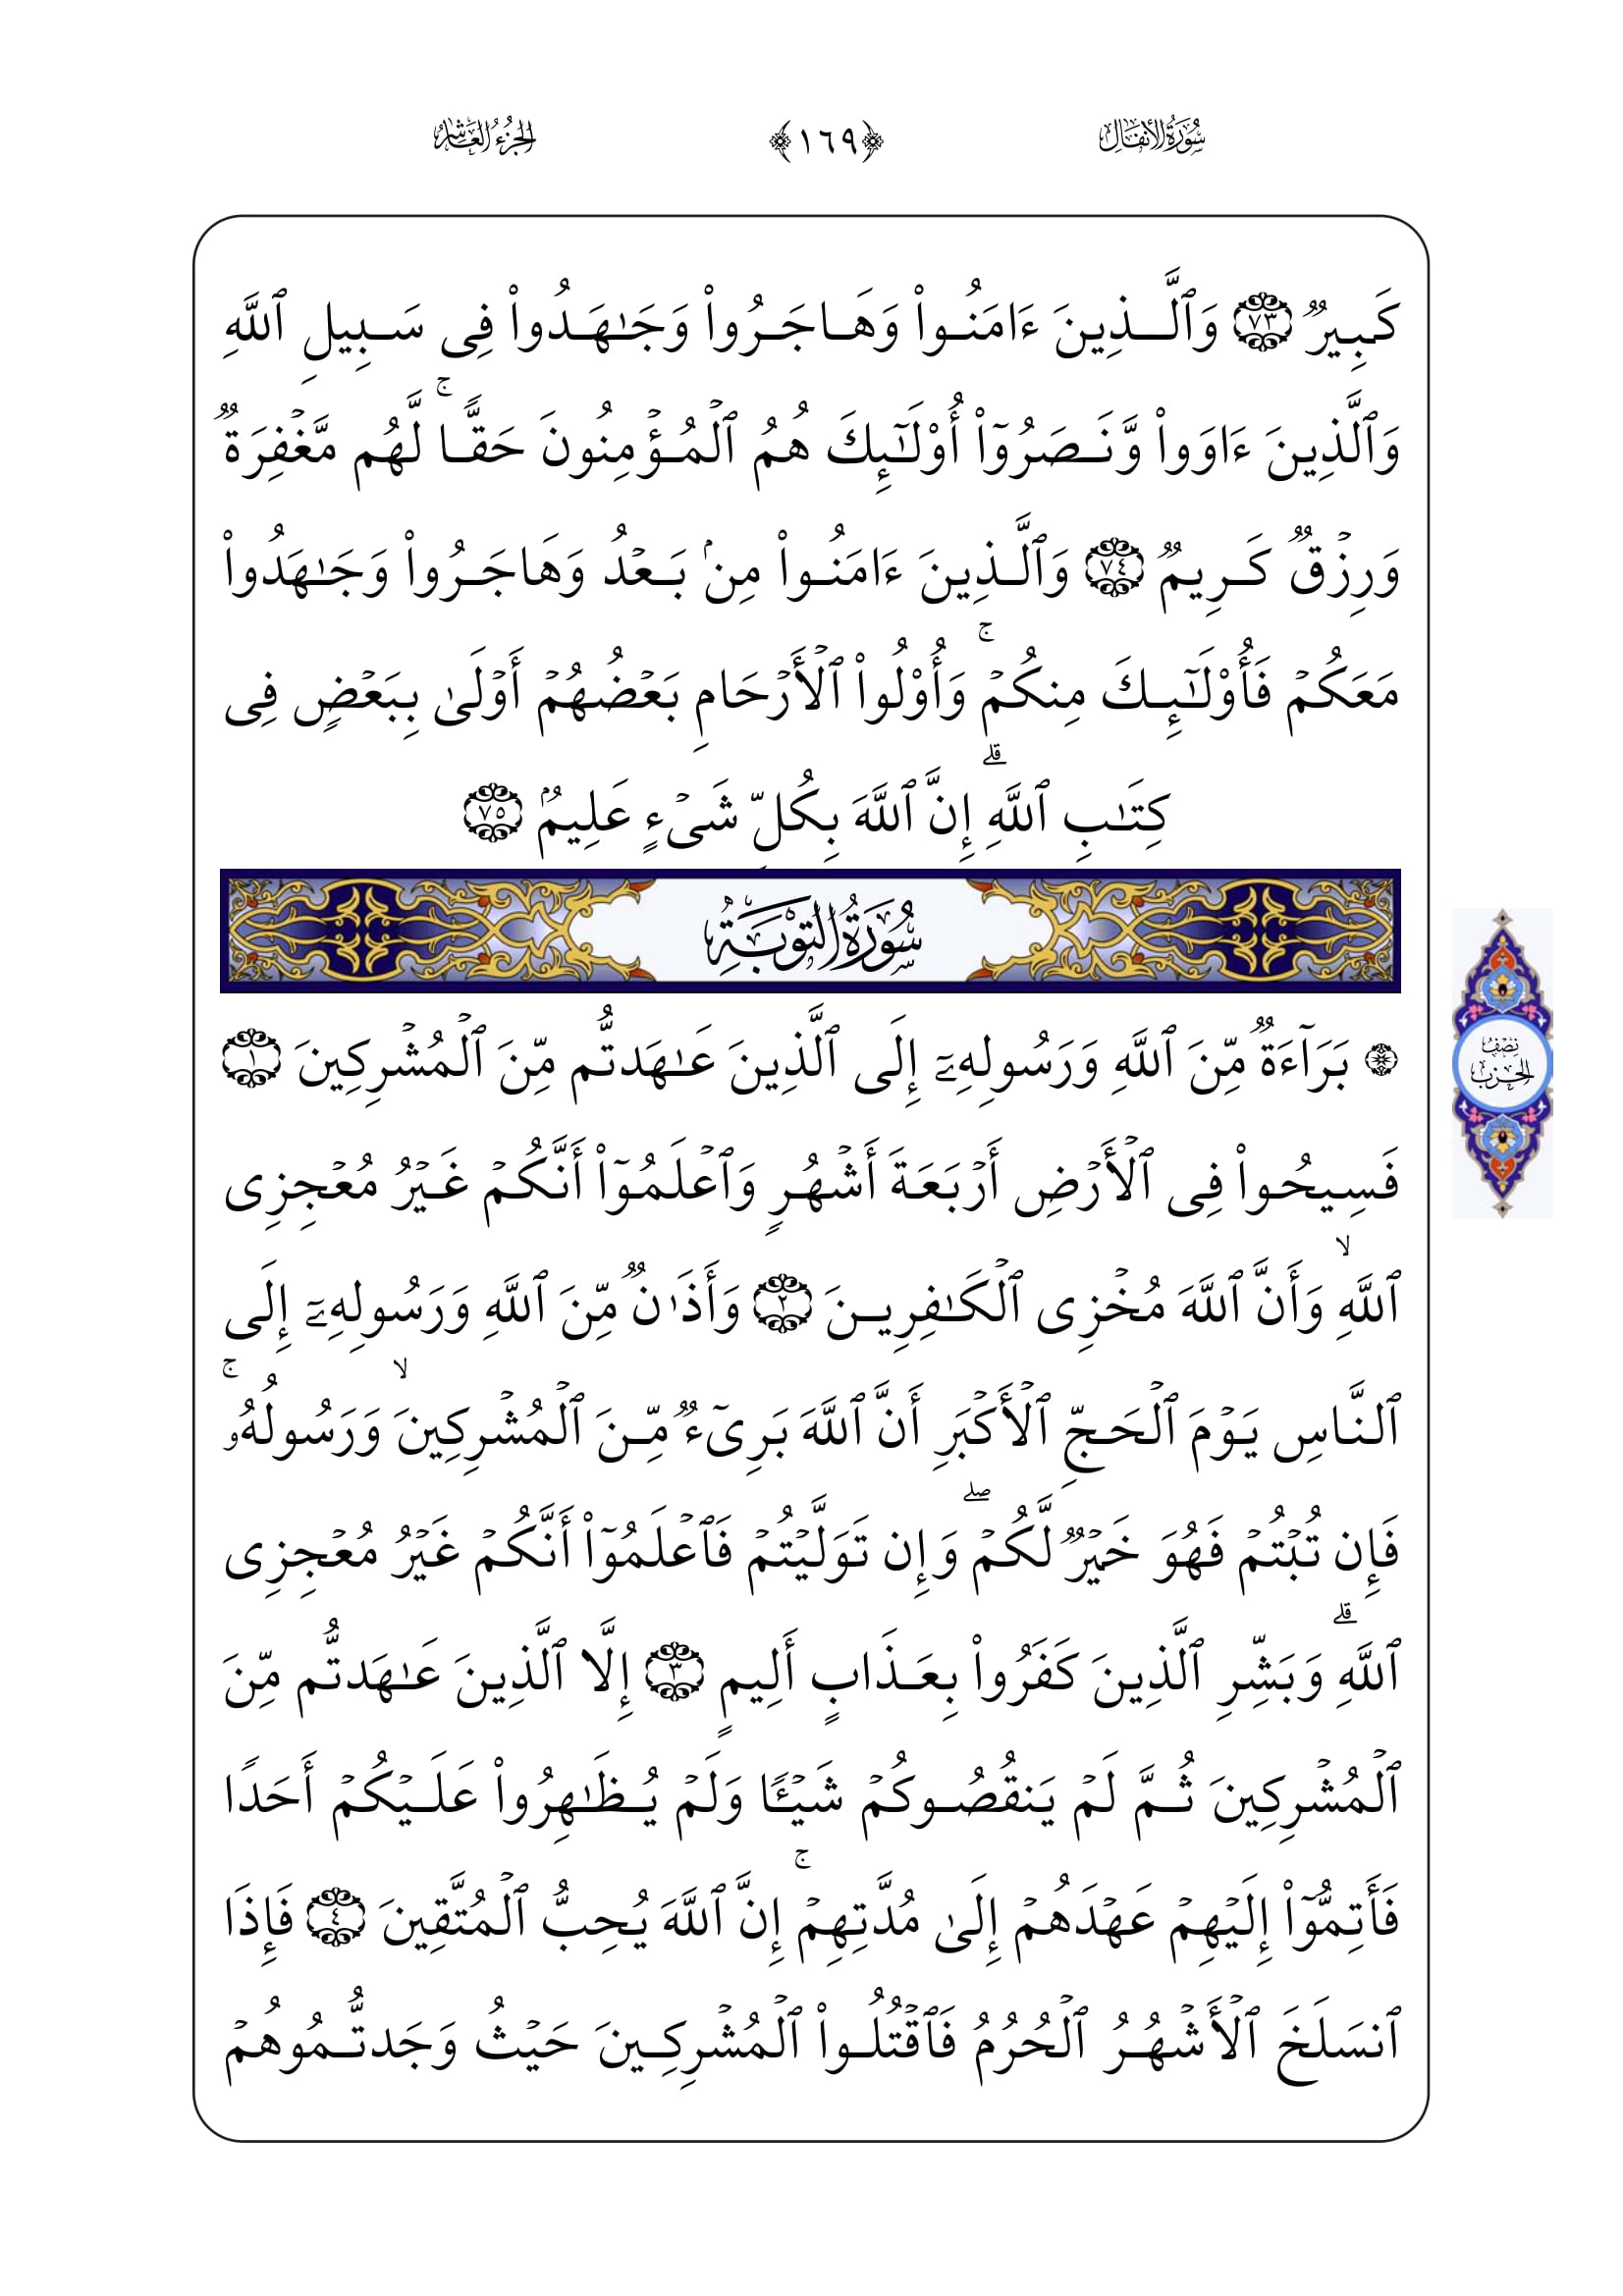 سُورَةُ الأَنفَالِ ﴿١٦٩﴾ الجُزْءُ العَاشِرُ
كَبِيرٌ ٧٣ وَٱلَّذِينَ ءَامَنُوا۟ وَهَاجَرُوا۟ وَجَـٰهَدُوا۟ فِى سَبِيلِ ٱللَّهِ
وَٱلَّذِينَ ءَاوَوا۟ وَّنَصَرُوٓا۟ أُو۟لَـٰٓئِكَ هُمُ ٱلْمُؤْمِنُونَ حَقًّا ۚ لَّهُم مَّغْفِرَةٌ
وَرِزْقٌ كَرِيمٌ ٧٤ وَٱلَّذِينَ ءَامَنُوا۟ مِنۢ بَعْدُ وَهَاجَرُوا۟ وَجَـٰهَدُوا۟
مَعَكُمْ فَأُو۟لَـٰٓئِكَ مِنكُمْ ۚ وَأُو۟لُوا۟ ٱلْأَرْحَامِ بَعْضُهُمْ أَوْلَىٰ بِبَعْضٍ فِى
كِتَـٰبِ ٱللَّهِ ۗ إِنَّ ٱللَّهَ بِكُلِّ شَىْءٍ عَلِيمٌۢ ٧٥
سُورَةُ التَّوْبَةِ
۞ بَرَآءَةٌ مِّنَ ٱللَّهِ وَرَسُولِهِۦٓ إِلَى ٱلَّذِينَ عَـٰهَدتُّم مِّنَ ٱلْمُشْرِكِينَ ١
نِصْفُ
الحِزْبِ
فَسِيحُوا۟ فِى ٱلْأَرْضِ أَرْبَعَةَ أَشْهُرٍ وَٱعْلَمُوٓا۟ أَنَّكُمْ غَيْرُ مُعْجِزِى
ٱللَّهِ ۙ وَأَنَّ ٱللَّهَ مُخْزِى ٱلْكَـٰفِرِينَ ٢ وَأَذَٰنٌ مِّنَ ٱللَّهِ وَرَسُولِهِۦٓ إِلَى
ٱلنَّاسِ يَوْمَ ٱلْحَجِّ ٱلْأَكْبَرِ أَنَّ ٱللَّهَ بَرِىٓءٌ مِّنَ ٱلْمُشْرِكِينَ ۙ وَرَسُولُهُۥ ۚ
فَإِن تُبْتُمْ فَهُوَ خَيْرٌ لَّكُمْ ۖ وَإِن تَوَلَّيْتُمْ فَٱعْلَمُوٓا۟ أَنَّكُمْ غَيْرُ مُعْجِزِى
ٱللَّهِ ۗ وَبَشِّرِ ٱلَّذِينَ كَفَرُوا۟ بِعَذَابٍ أَلِيمٍ ٣ إِلَّا ٱلَّذِينَ عَـٰهَدتُّم مِّنَ
ٱلْمُشْرِكِينَ ثُمَّ لَمْ يَنقُصُوكُمْ شَيْـًٔا وَلَمْ يُظَـٰهِرُوا۟ عَلَيْكُمْ أَحَدًا
فَأَتِمُّوٓا۟ إِلَيْهِمْ عَهْدَهُمْ إِلَىٰ مُدَّتِهِمْ ۚ إِنَّ ٱللَّهَ يُحِبُّ ٱلْمُتَّقِينَ ٤ فَإِذَا
ٱنسَلَخَ ٱلْأَشْهُرُ ٱلْحُرُمُ فَٱقْتُلُوا۟ ٱلْمُشْرِكِينَ حَيْثُ وَجَدتُّمُوهُمْ